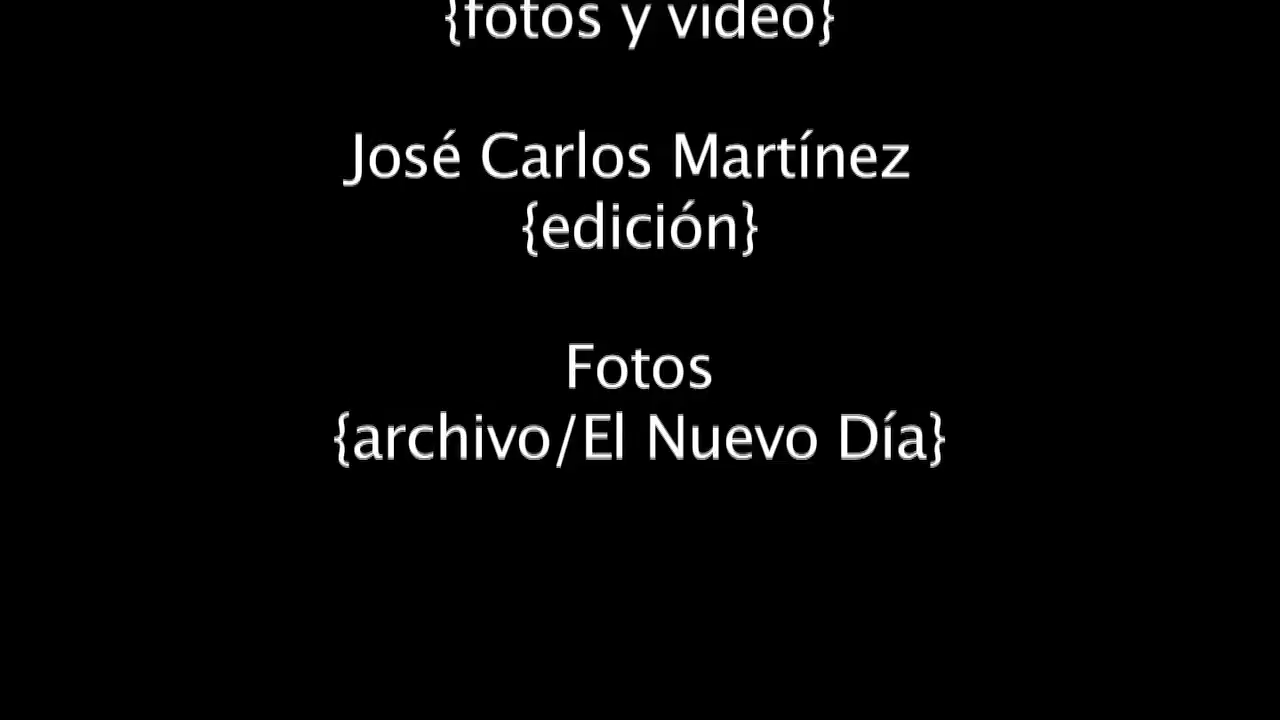 {fotos y video}
José Carlos Martínez
{edición}
Fotos
{archivo/El Nuevo Día}